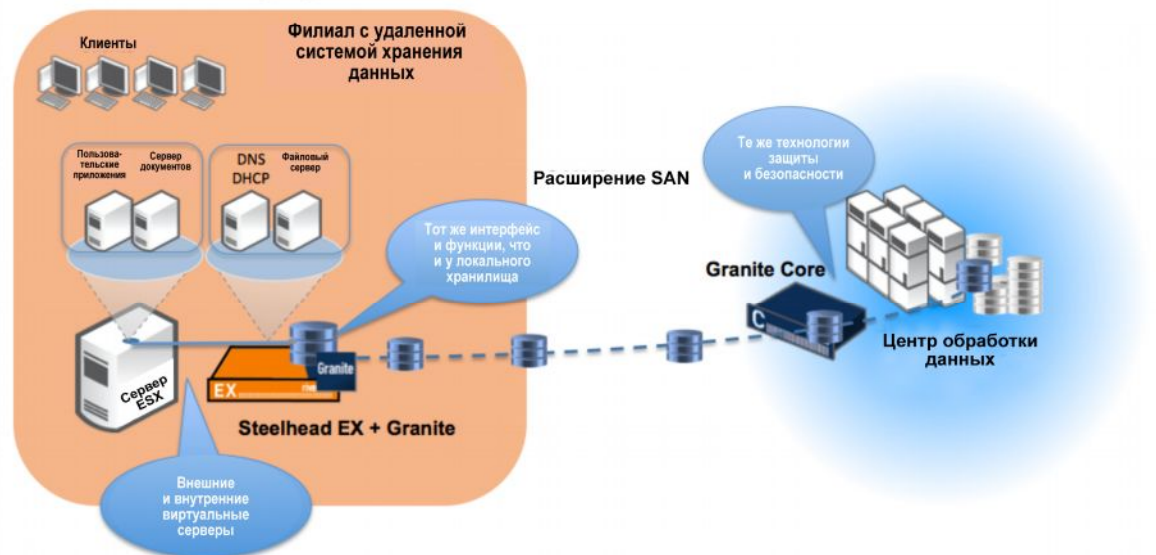 Филиал с удаленной
системой хранения
данных
Клиенты
Пользова-
тельские
приложения
Сервер
документов
DNS
DHCP
Файловый
сервер
Расширение SAN
Те же технологии
защиты
и безопасности
Тот же интерфейс
и функции, что
и у локального
хранилища
Granite Core
C
Центр обработки
данных
Сервер
ESX
EX
Granite
Steelhead EX + Granite
Внешние
и внутренние
виртуальные
серверы